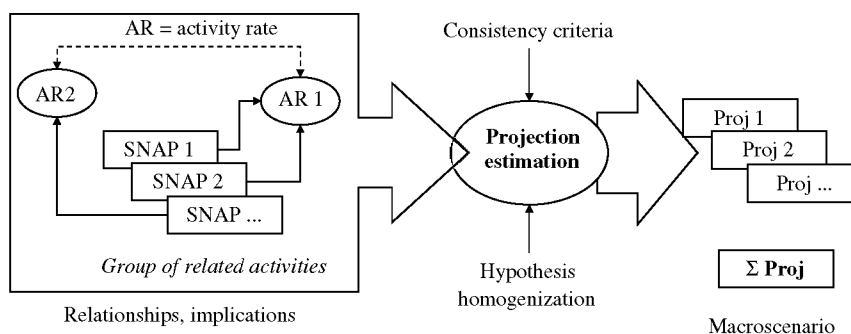 AR = activity rate
AR2
AR 1
SNAP 1
SNAP 2
SNAP ...
Group of related activities
Relationships, implications
Consistency criteria
Projection
estimation
Hypothesis
homogenization
Proj 1
Proj 2
Proj ...
Σ Proj
Macroscenario